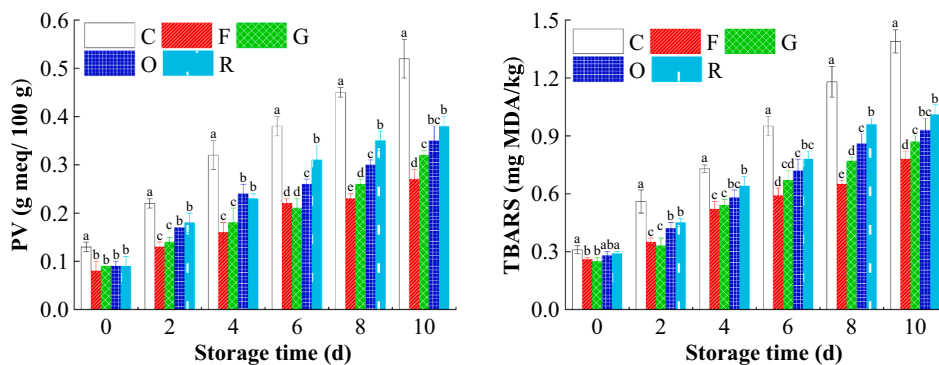 PV (g meq/ 100 g)
0.6
0.5
0.4
0.3
0.2
0.1
0.0
C F G
O R
a b b b b
a c c b b
a c c b b
a d d c b
a e d c b
a d c bc b
0 2 4 6 8 10
Storage time (d)
TBARS (mg MDA/kg)
1.5
1.2
0.9
0.6
0.3
0.0
C F G
O R
a b b ab a
a c c b b
a c c b b
a d cd c bc
a e d c b
a d c bc b
0 2 4 6 8 10
Storage time (d)